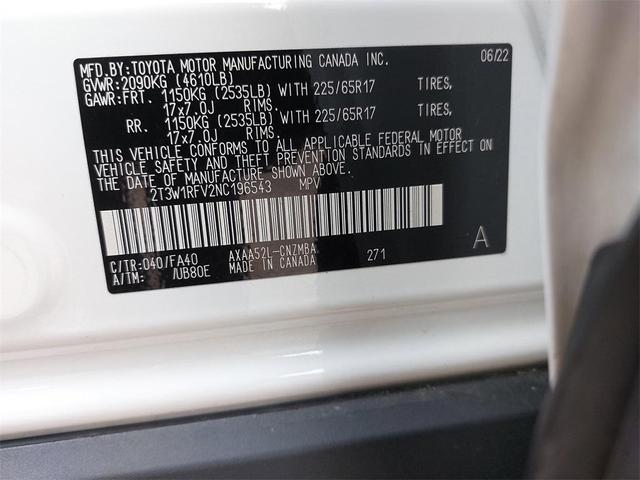 MFD.BY:TOYOTA MOTOR MANUFACTURING CANADA INC. 06/22
GVWR:2090KG (4610LB)
GAWR:FRT. 1150KG (2535LB) WITH 225/65R17 TIRES,
17x7.0J RIMS.
RR. 1150KG (2535LB) WITH 225/65R17 TIRES,
17x7.0J RIMS.
THIS VEHICLE CONFORMS TO ALL APPLICABLE FEDERAL MOTOR
VEHICLE SAFETY AND THEFT PREVENTION STANDARDS IN EFFECT ON
THE DATE OF MANUFACTURE SHOWN ABOVE.
2T3W1RFV2NC196543 MPV
C/TR:040/FA40 AXAA52L-CNZMBA 271 A
A/TM: /UB80E MADE IN CANADA